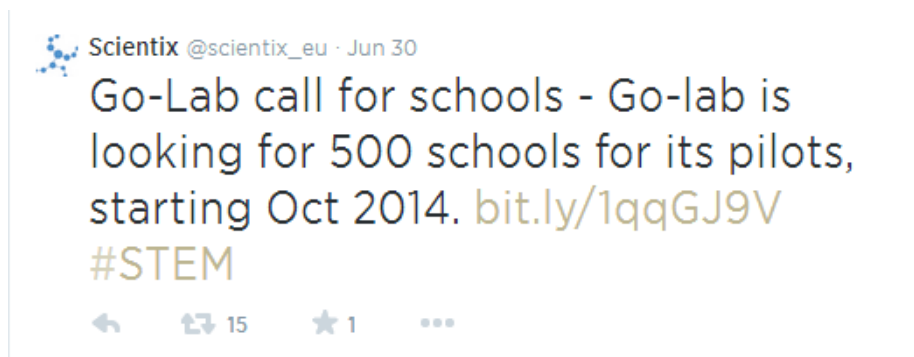 Scientix @scientix_eu · Jun 30
Go-Lab call for schools - Go-lab is
looking for 500 schools for its pilots,
starting Oct 2014. bit.ly/1qqGJ9V
#STEM
15 1